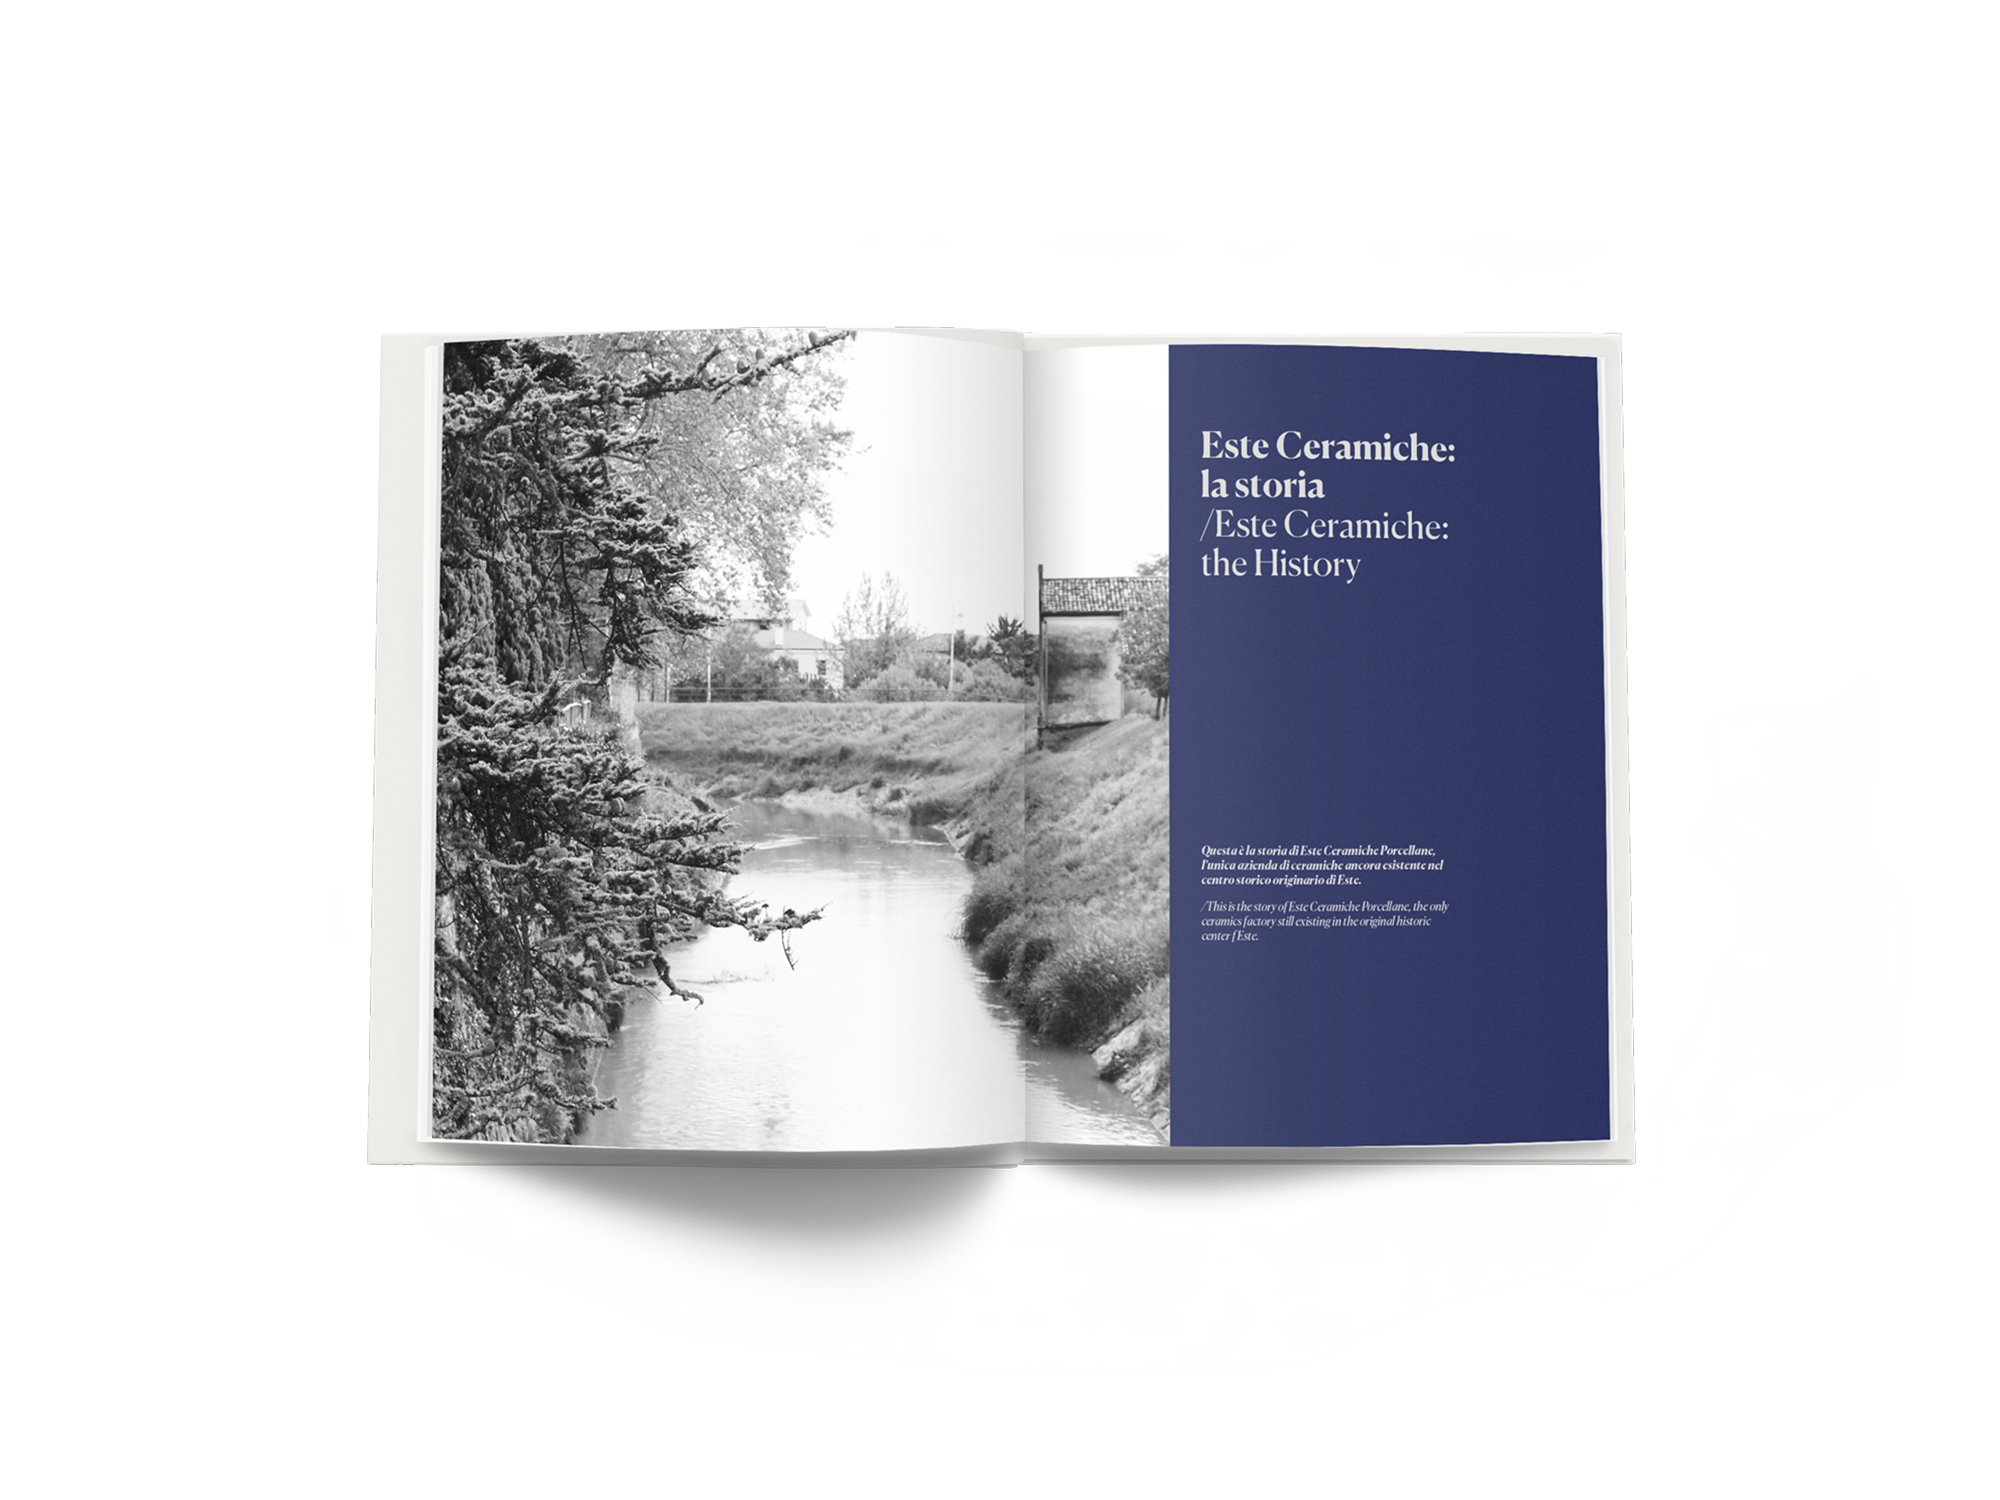 Este Ceramiche:
la storia
/Este Ceramiche:
the History
Questa è la storia di Este Ceramiche Porcellane,
l'unica azienda di ceramiche ancora esistente nel
centro storico originario di Este.
/This is the story of Este Ceramiche Porcellane, the only
ceramics factory still existing in the original historic
center f Este.